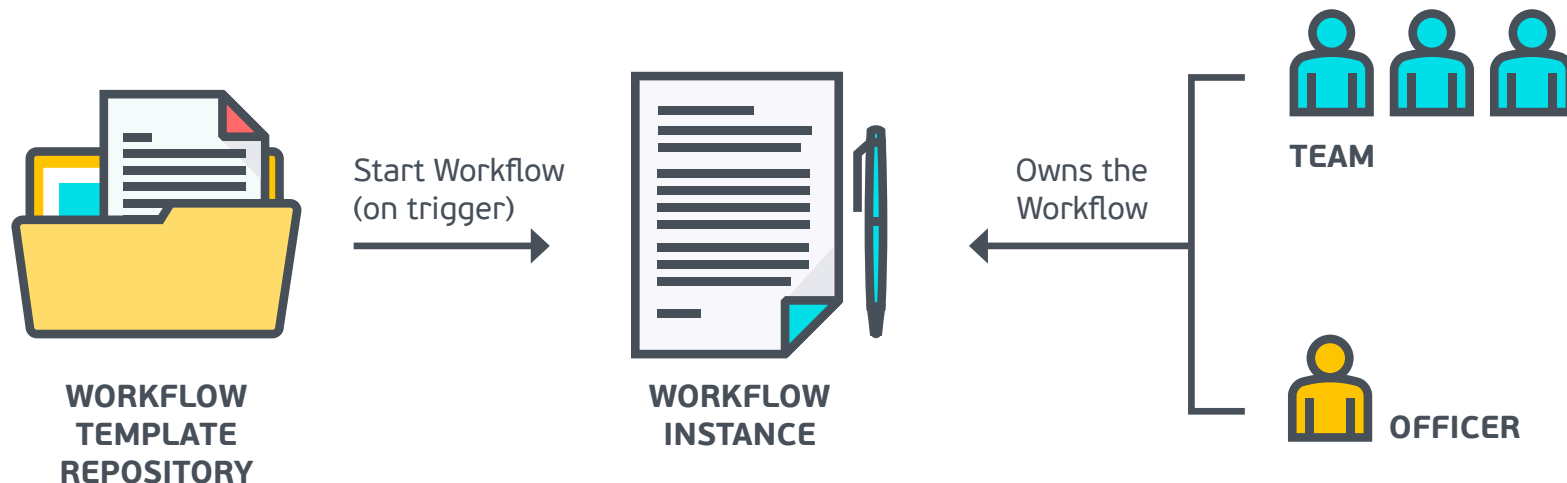 Start Workflow
(on trigger)
Owns the
Workflow
TEAM
WORKFLOW
TEMPLATE
REPOSITORY
WORKFLOW
INSTANCE
OFFICER